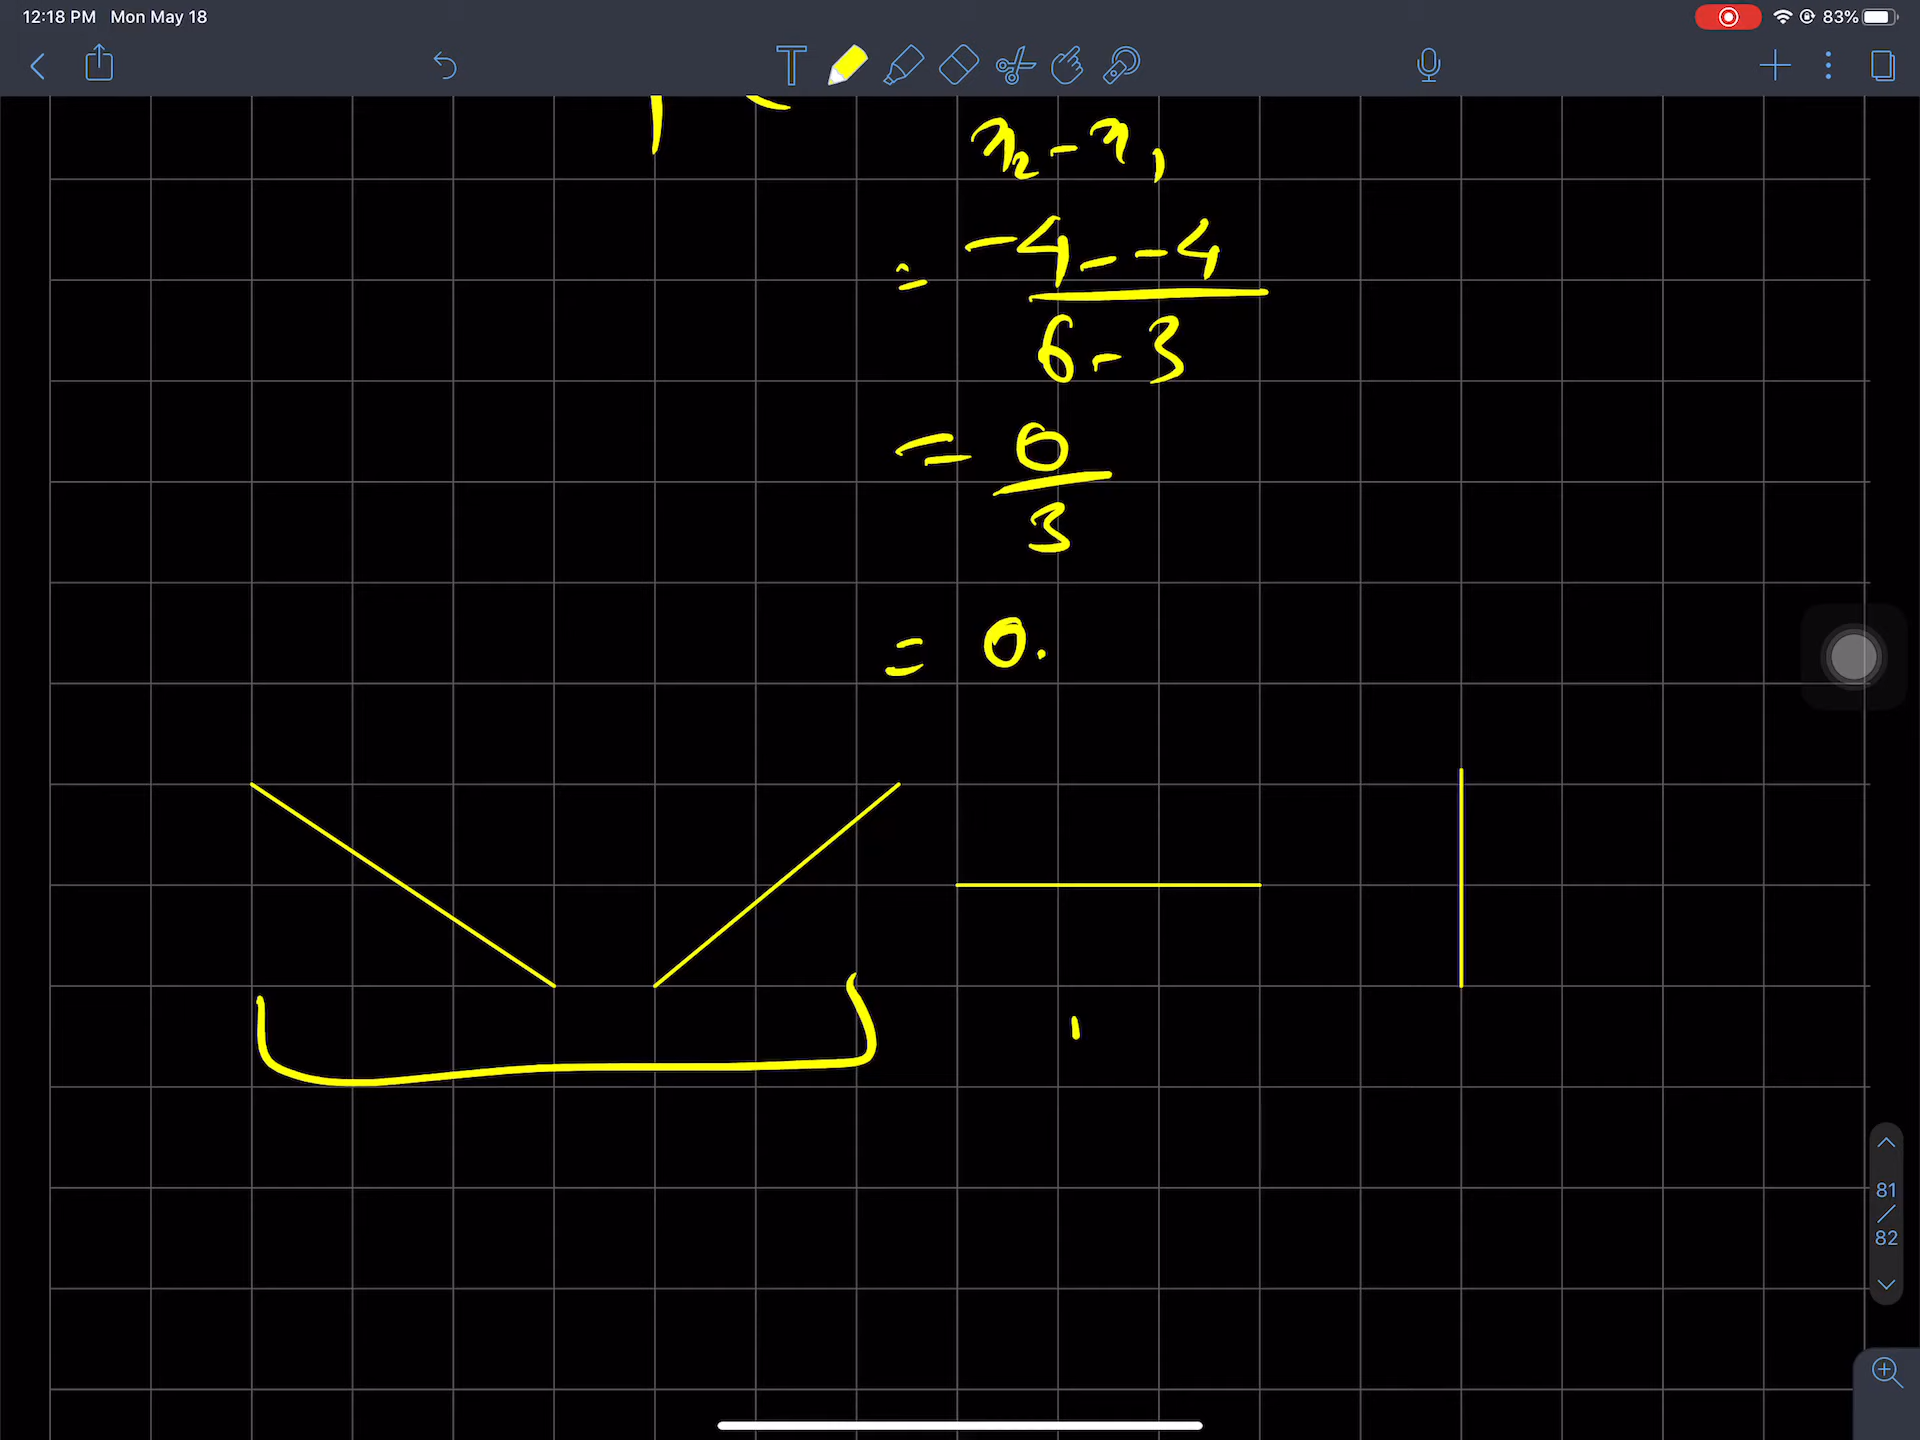 12:18 PM Mon May 18
83%
x₂ - x₁
= -4 - -4
6 - 3
= 0
3
= 0.
81
/
82